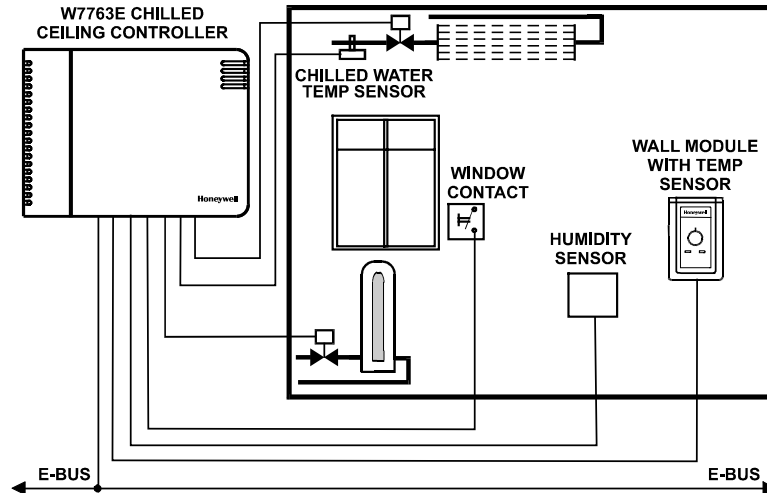 W7763E CHILLED
CEILING CONTROLLER
Honeywell
CHILLED WATER
TEMP SENSOR
WINDOW
CONTACT
WALL MODULE
WITH TEMP
SENSOR
Honeywell
HUMIDITY
SENSOR
E-BUS
E-BUS